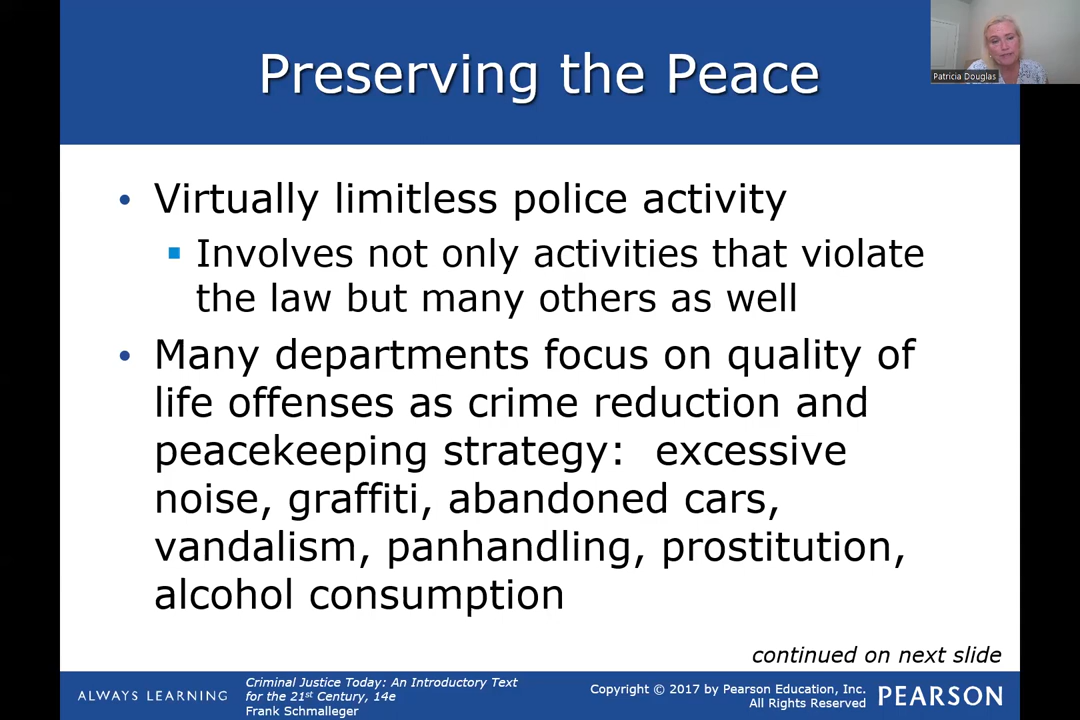 Preserving the Peace
Patricia Douglas
• Virtually limitless police activity
▪ Involves not only activities that violate
the law but many others as well
• Many departments focus on quality of
life offenses as crime reduction and
peacekeeping strategy:  excessive
noise, graffiti, abandoned cars,
vandalism, panhandling, prostitution,
alcohol consumption
continued on next slide
ALWAYS LEARNING
Criminal Justice Today: An Introductory Text
for the 21st Century, 14e
Frank Schmalleger
Copyright © 2017 by Pearson Education, Inc.
All Rights Reserved
PEARSON